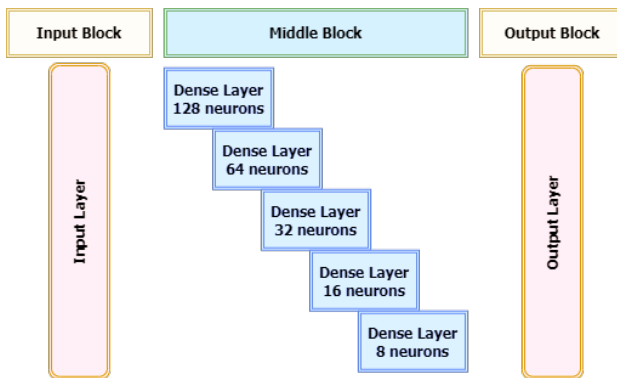 Input Block
Middle Block
Output Block
Input Layer
Dense Layer
128 neurons
Dense Layer
64 neurons
Dense Layer
32 neurons
Dense Layer
16 neurons
Dense Layer
8 neurons
Output Layer